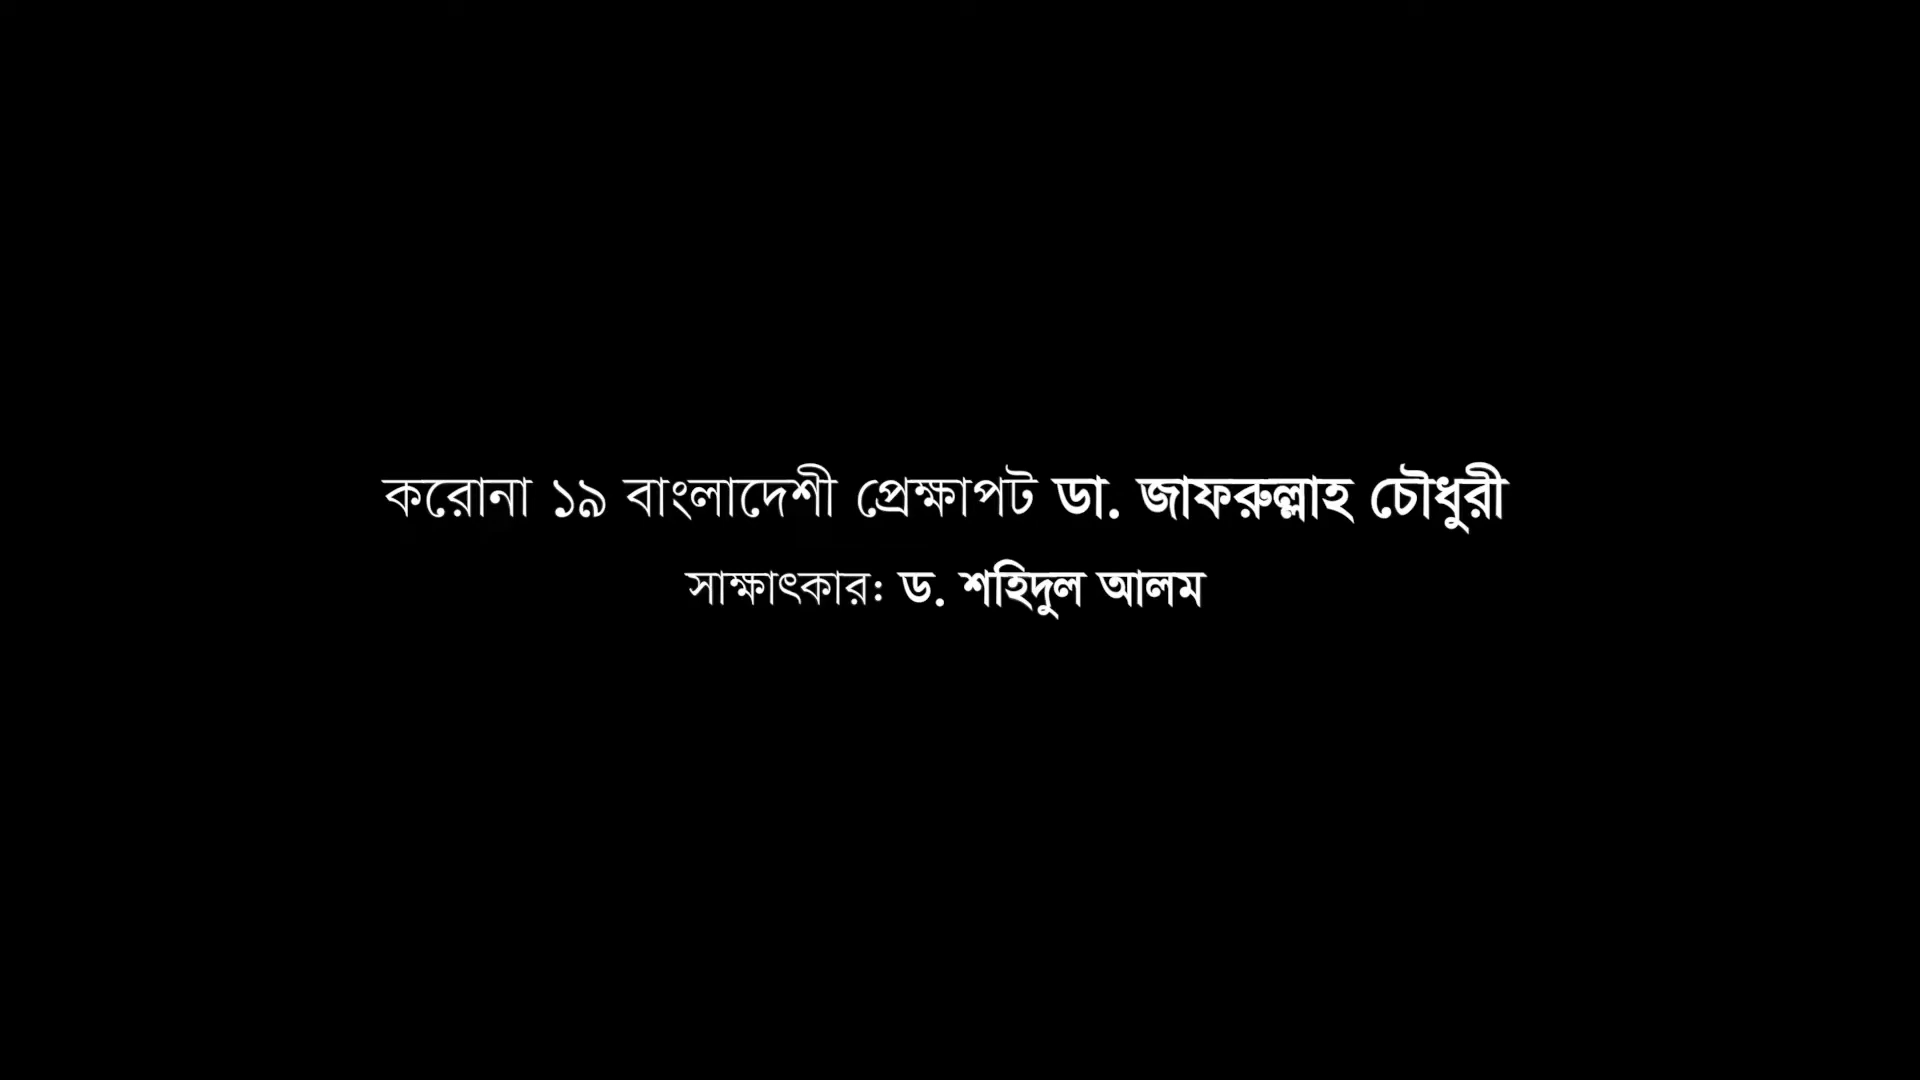 করোনা ১৯ বাংলাদেশী প্রেক্ষাপট ডা. জাফরুল্লাহ চৌধুরী
সাক্ষাৎকার: ড. শহিদুল আলম